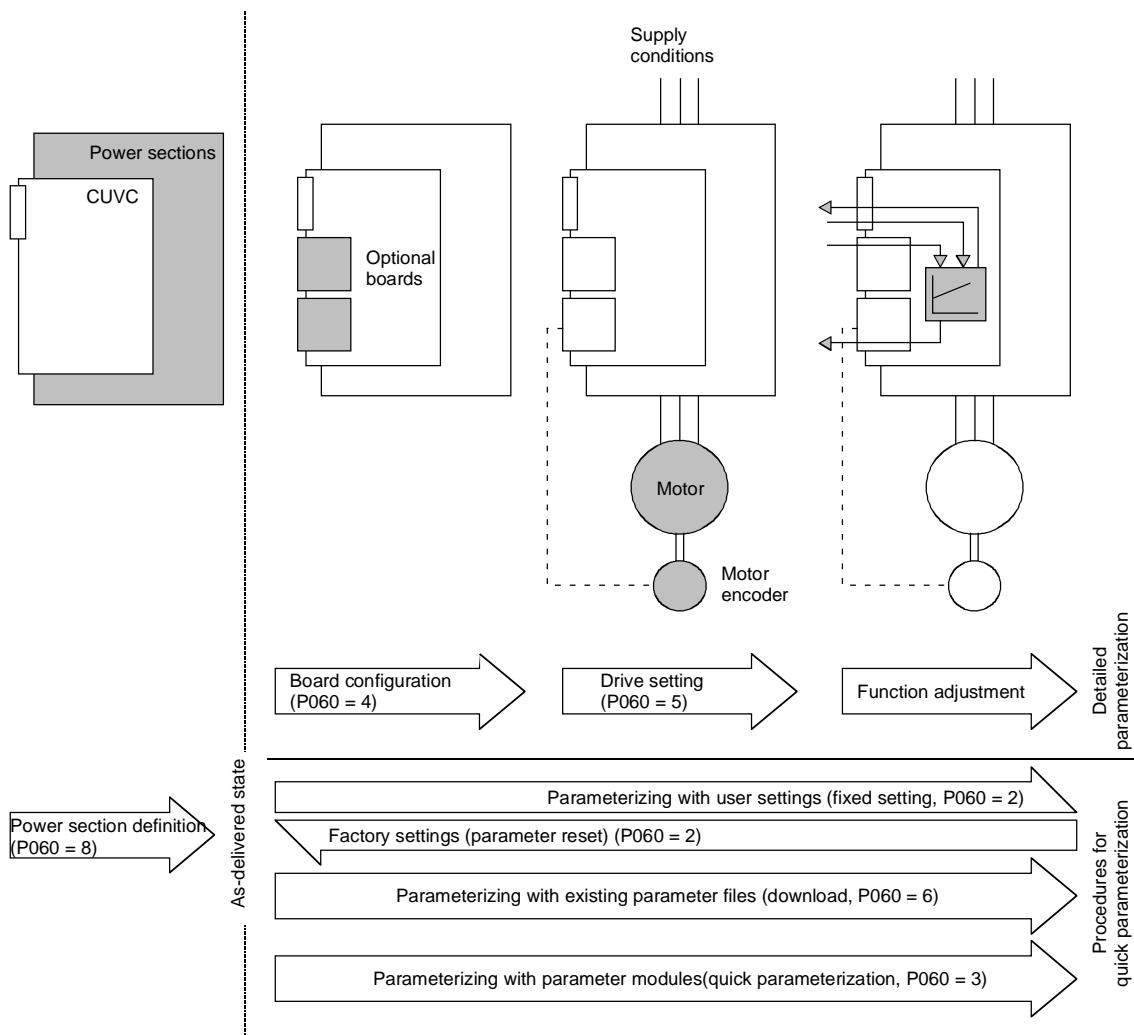 Supply
conditions
Power sections
CUVC
Optional
boards
Motor
Motor
encoder
Board configuration
(P060 = 4)
Drive setting
(P060 = 5)
Function adjustment
Detailed
parameterization
Power section definition
(P060 = 8)
As-delivered state
Parameterizing with user settings (fixed setting, P060 = 2)
Factory settings (parameter reset) (P060 = 2)
Parameterizing with existing parameter files (download, P060 = 6)
Parameterizing with parameter modules(quick parameterization, P060 = 3)
Procedures for
quick parameterization